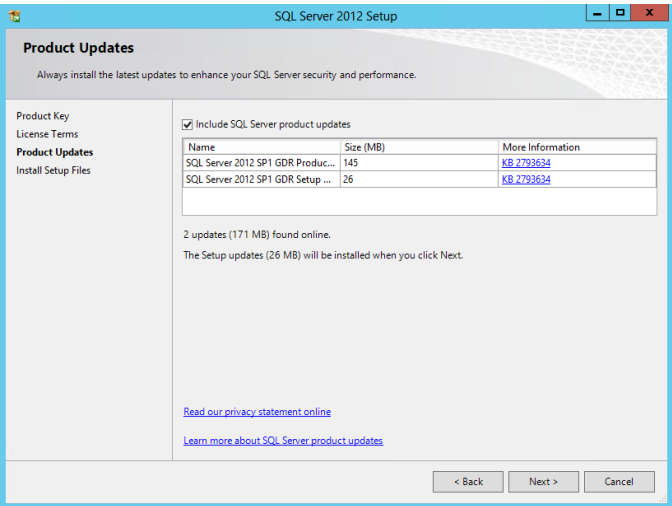 SQL Server 2012 Setup
Product Updates
Always install the latest updates to enhance your SQL Server security and performance.
Product Key
License Terms
Product Updates
Install Setup Files
Include SQL Server product updates
Name Size (MB) More Information
SQL Server 2012 SP1 GDR Produc... 145 KB 2793634
SQL Server 2012 SP1 GDR Setup ... 26 KB 2793634
2 updates (171 MB) found online.
The Setup updates (26 MB) will be installed when you click Next.
Read our privacy statement online
Learn more about SQL Server product updates
< Back Next > Cancel